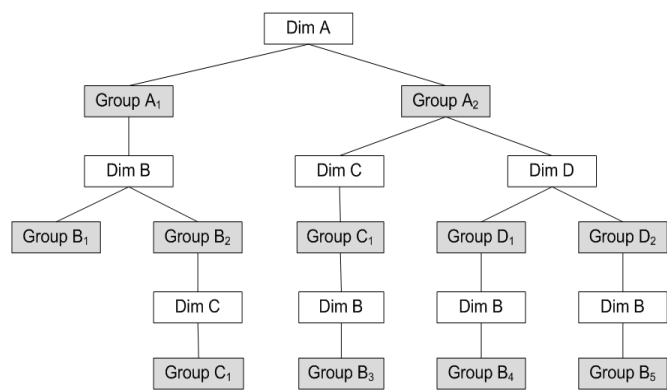 Dim A
Group A₁
Group A₂
Dim B
Dim C
Dim D
Group B₁
Group B₂
Group C₁
Group D₁
Group D₂
Dim C
Dim B
Dim B
Dim B
Group C₁
Group B₃
Group B₄
Group B₅